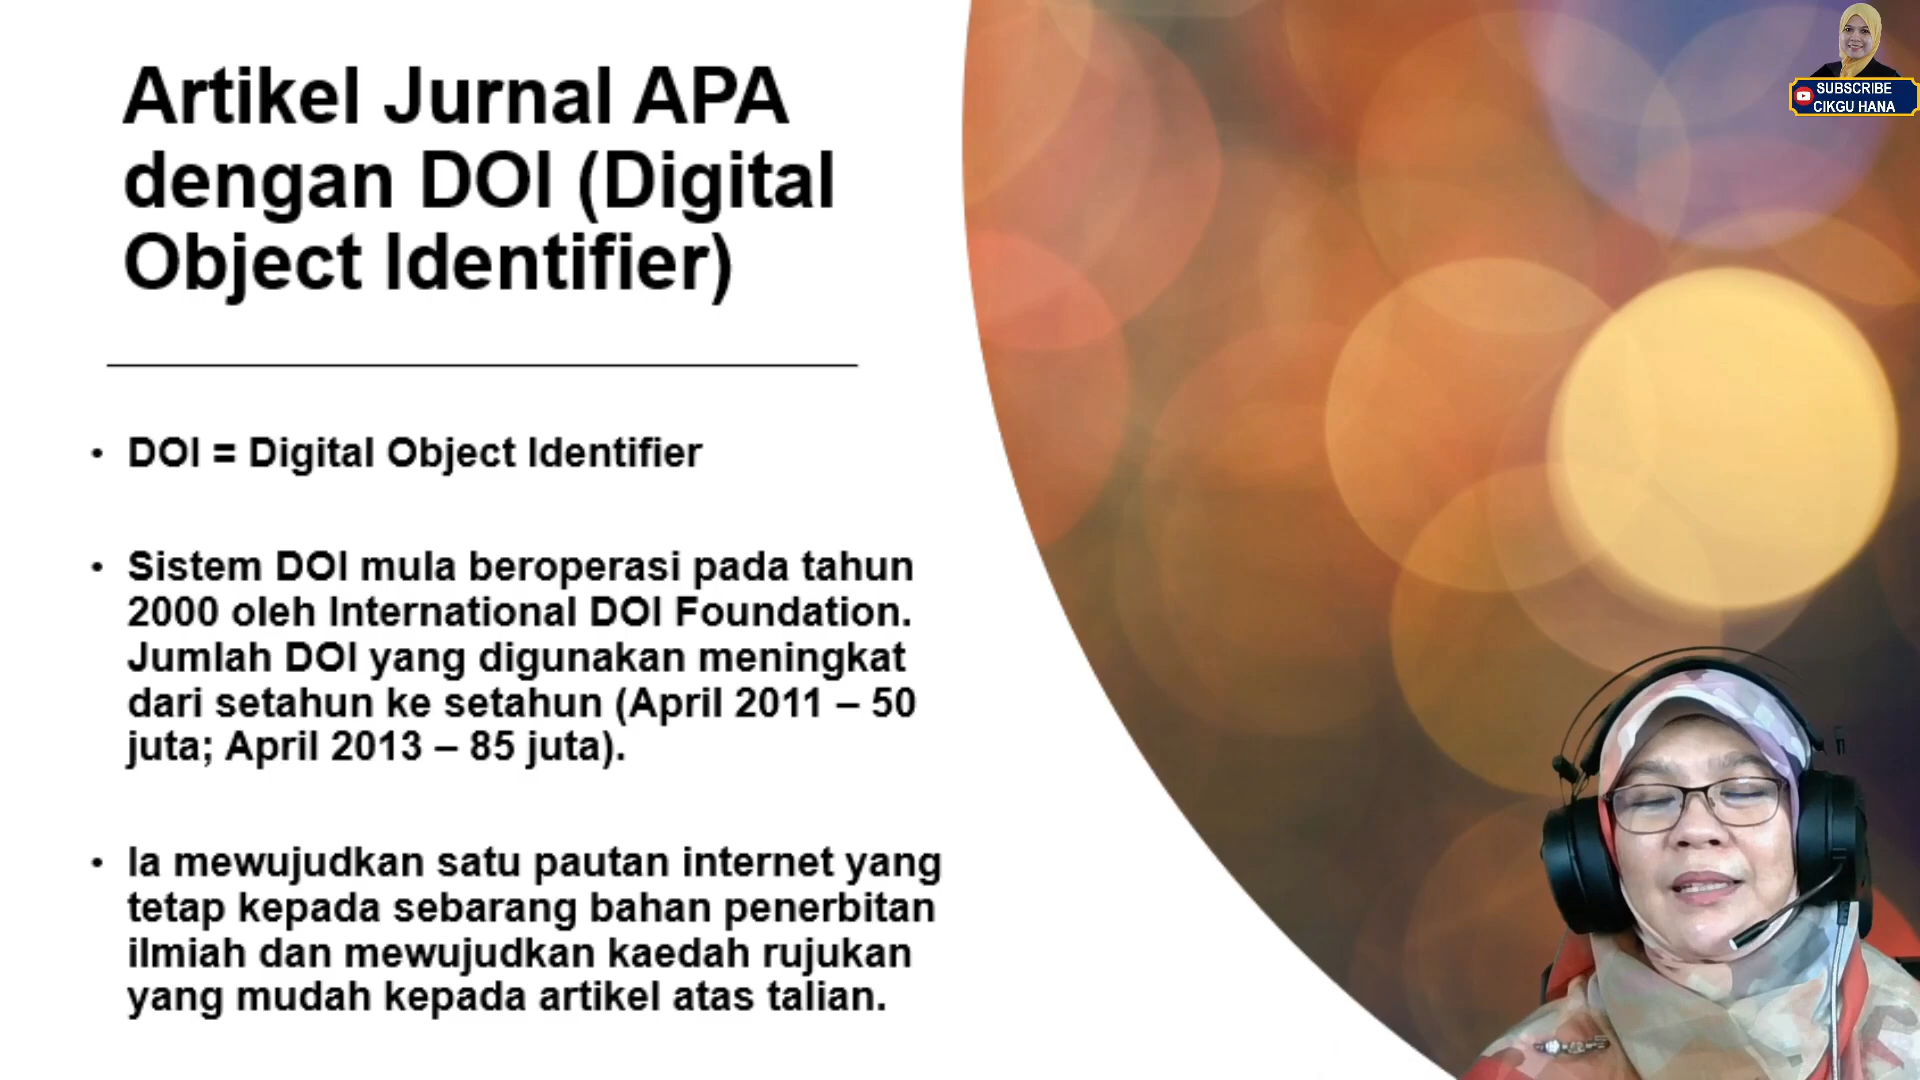 Artikel Jurnal APA
dengan DOI (Digital
Object Identifier)
• DOI = Digital Object Identifier
• Sistem DOI mula beroperasi pada tahun
2000 oleh International DOI Foundation.
Jumlah DOI yang digunakan meningkat
dari setahun ke setahun (April 2011 – 50
juta; April 2013 – 85 juta).
• Ia mewujudkan satu pautan internet yang
tetap kepada sebarang bahan penerbitan
ilmiah dan mewujudkan kaedah rujukan
yang mudah kepada artikel atas talian.
SUBSCRIBE
CIKGU HANA